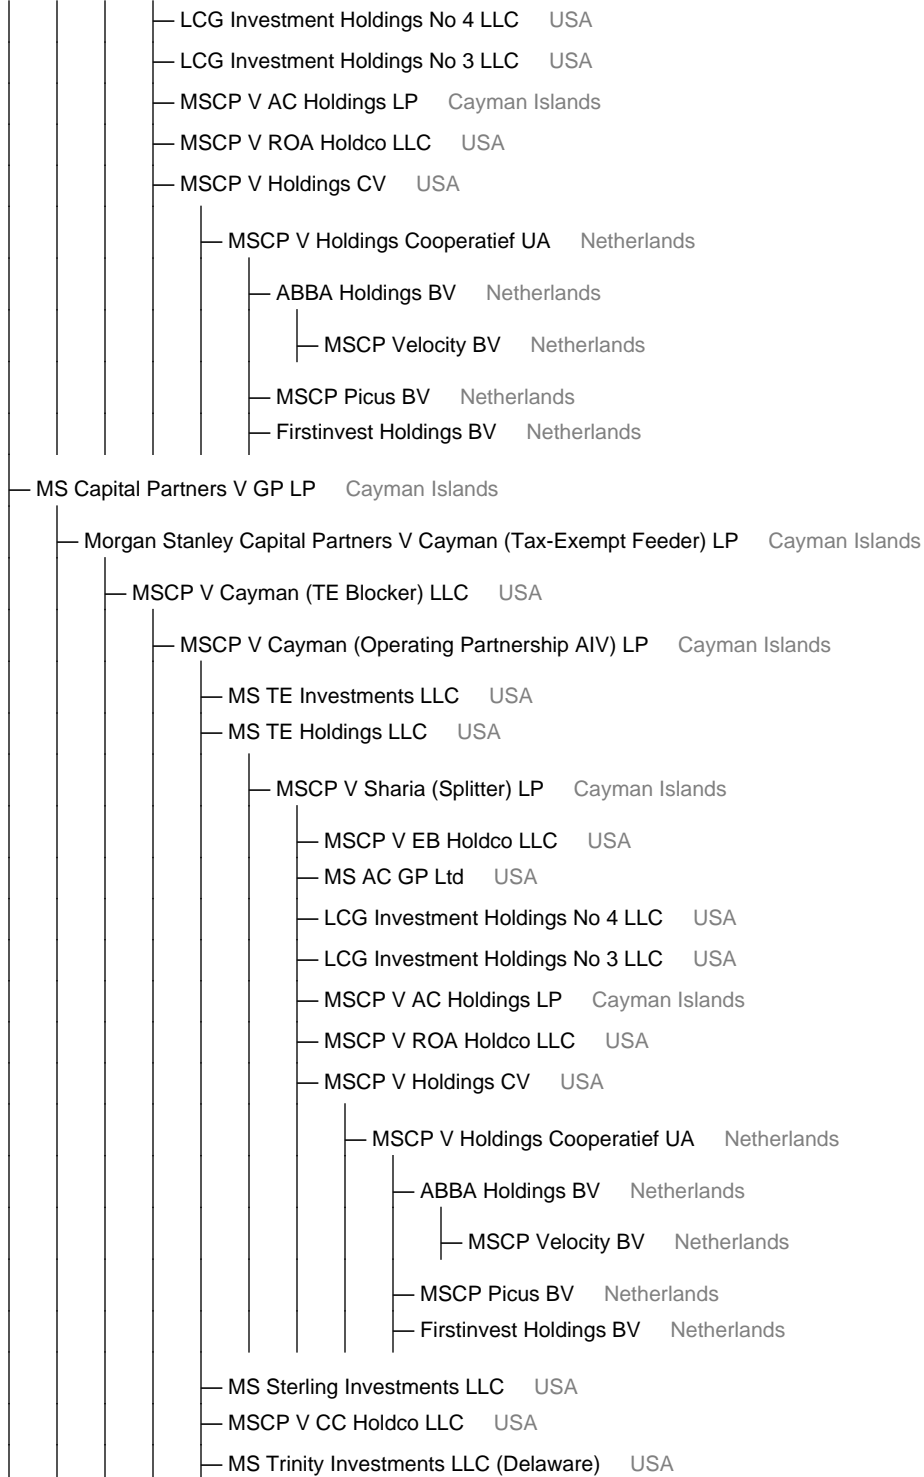 LCG Investment Holdings No 4 LLC USA
LCG Investment Holdings No 3 LLC USA
MSCP V AC Holdings LP Cayman Islands
MSCP V ROA Holdco LLC USA
MSCP V Holdings CV USA
MSCP V Holdings Cooperatief UA Netherlands
ABBA Holdings BV Netherlands
MSCP Velocity BV Netherlands
MSCP Picus BV Netherlands
Firstinvest Holdings BV Netherlands
MS Capital Partners V GP LP Cayman Islands
Morgan Stanley Capital Partners V Cayman (Tax-Exempt Feeder) LP Cayman Islands
MSCP V Cayman (TE Blocker) LLC USA
MSCP V Cayman (Operating Partnership AIV) LP Cayman Islands
MS TE Investments LLC USA
MS TE Holdings LLC USA
MSCP V Sharia (Splitter) LP Cayman Islands
MSCP V EB Holdco LLC USA
MS AC GP Ltd USA
LCG Investment Holdings No 4 LLC USA
LCG Investment Holdings No 3 LLC USA
MSCP V AC Holdings LP Cayman Islands
MSCP V ROA Holdco LLC USA
MSCP V Holdings CV USA
MSCP V Holdings Cooperatief UA Netherlands
ABBA Holdings BV Netherlands
MSCP Velocity BV Netherlands
MSCP Picus BV Netherlands
Firstinvest Holdings BV Netherlands
MS Sterling Investments LLC USA
MSCP V CC Holdco LLC USA
MS Trinity Investments LLC (Delaware) USA